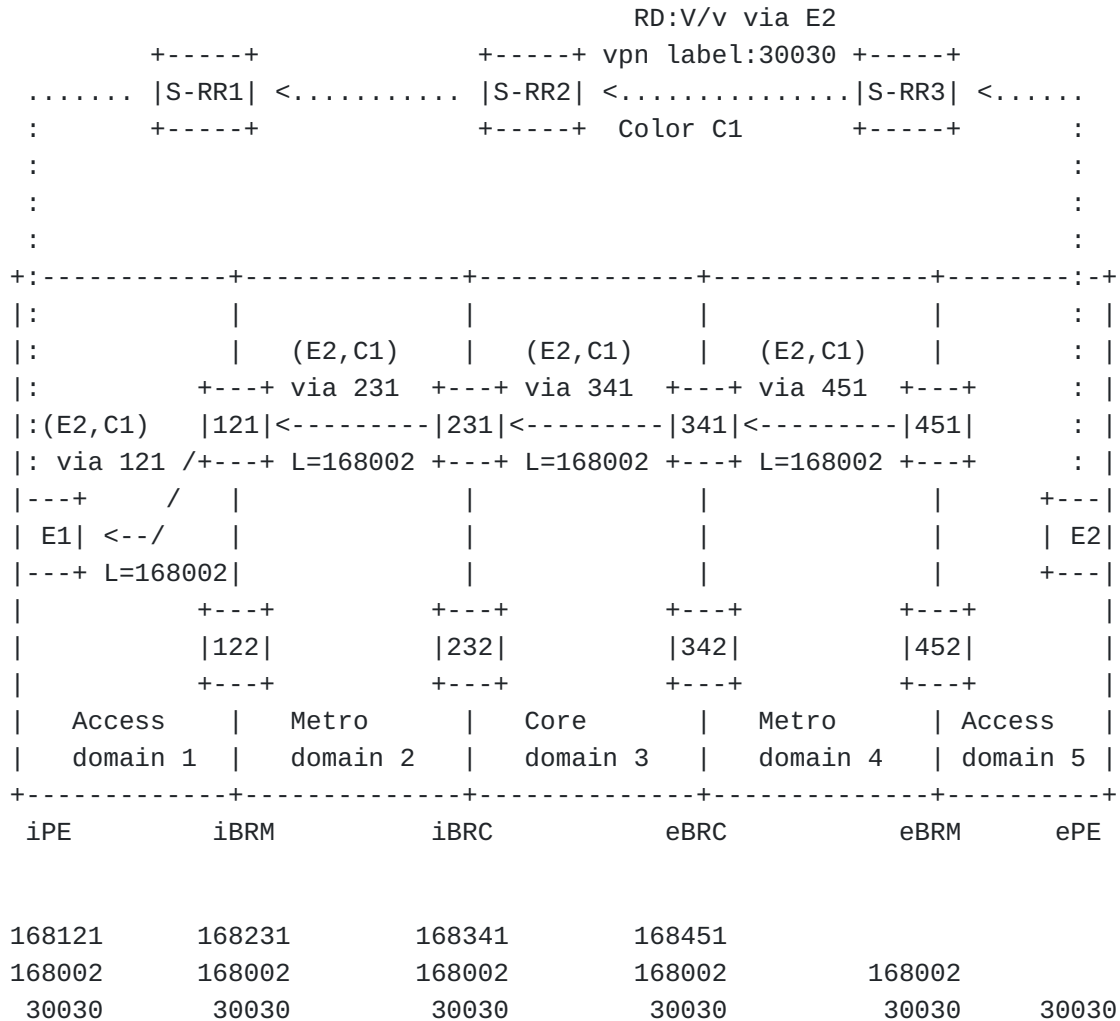 RD:V/v via E2
         +-----+              +-----+ vpn label:30030 +-----+
 ....... |S-RR1| <........... |S-RR2| <...............|S-RR3| <......
 :       +-----+              +-----+  Color C1       +-----+       :
 :                                                                  :
 :                                                                  :
 :                                                                  :
+:------------+--------------+--------------+--------------+--------:-+
|:            |              |              |              |        : |
|:            |   (E2,C1)    |   (E2,C1)    |   (E2,C1)    |        : |
|:          +---+ via 231  +---+ via 341  +---+ via 451  +---+      : |
|:(E2,C1)   |121|<---------|231|<---------|341|<---------|451|      : |
|: via 121 /+---+ L=168002 +---+ L=168002 +---+ L=168002 +---+      : |
|---+     /   |              |              |              |      +---|
| E1| <--/    |              |              |              |      | E2|
|---+ L=168002|              |              |              |      +---|
|           +---+          +---+          +---+          +---+        |
|           |122|          |232|          |342|          |452|        |
|           +---+          +---+          +---+          +---+        |
|   Access    |   Metro      |   Core       |   Metro      | Access   |
|   domain 1  |   domain 2   |   domain 3   |   domain 4   | domain 5 |
+-------------+--------------+--------------+--------------+----------+
 iPE         iBRM          iBRC           eBRC           eBRM      ePE
168121      168231        168341        168451
168002      168002        168002        168002         168002
 30030       30030         30030         30030          30030     30030